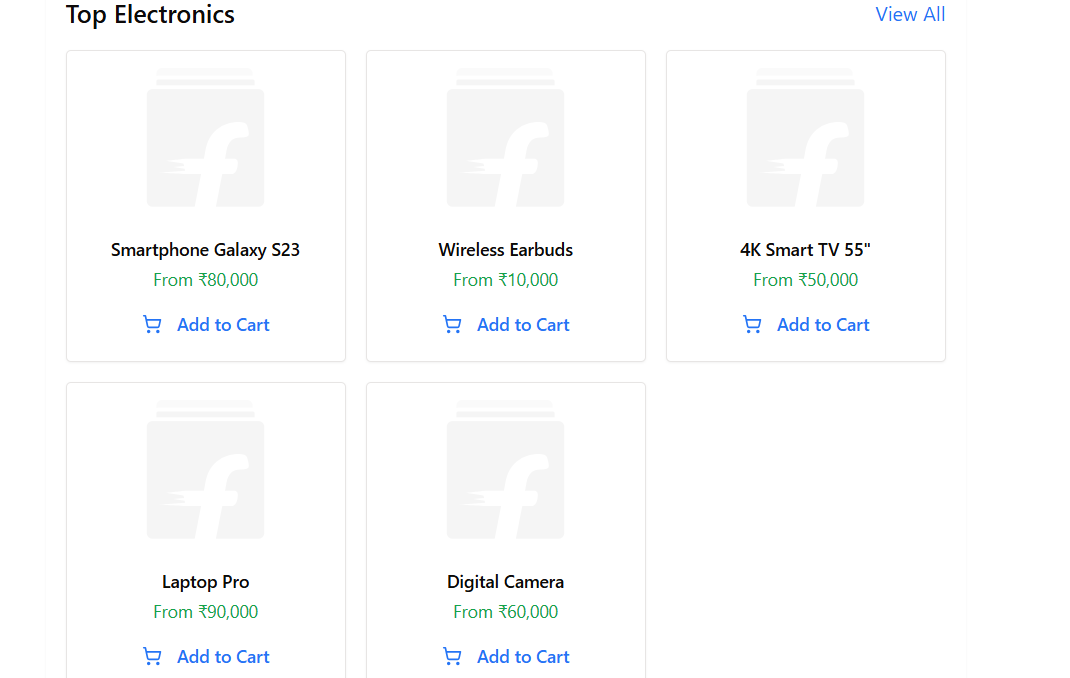 Top Electronics
View All
Smartphone Galaxy S23
From ₹80,000
Add to Cart
Wireless Earbuds
From ₹10,000
Add to Cart
4K Smart TV 55"
From ₹50,000
Add to Cart
Laptop Pro
From ₹90,000
Add to Cart
Digital Camera
From ₹60,000
Add to Cart